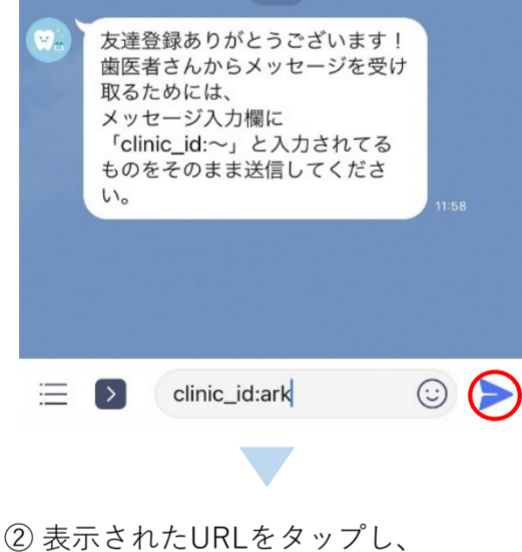 友達登録ありがとうございます！
歯医者さんからメッセージを受け
取るためには、
メッセージ入力欄に
「clinic_id:～」と入力されてる
ものをそのまま送信してくださ
い。
11:58
clinic_id:ark
② 表示されたURLをタップし、